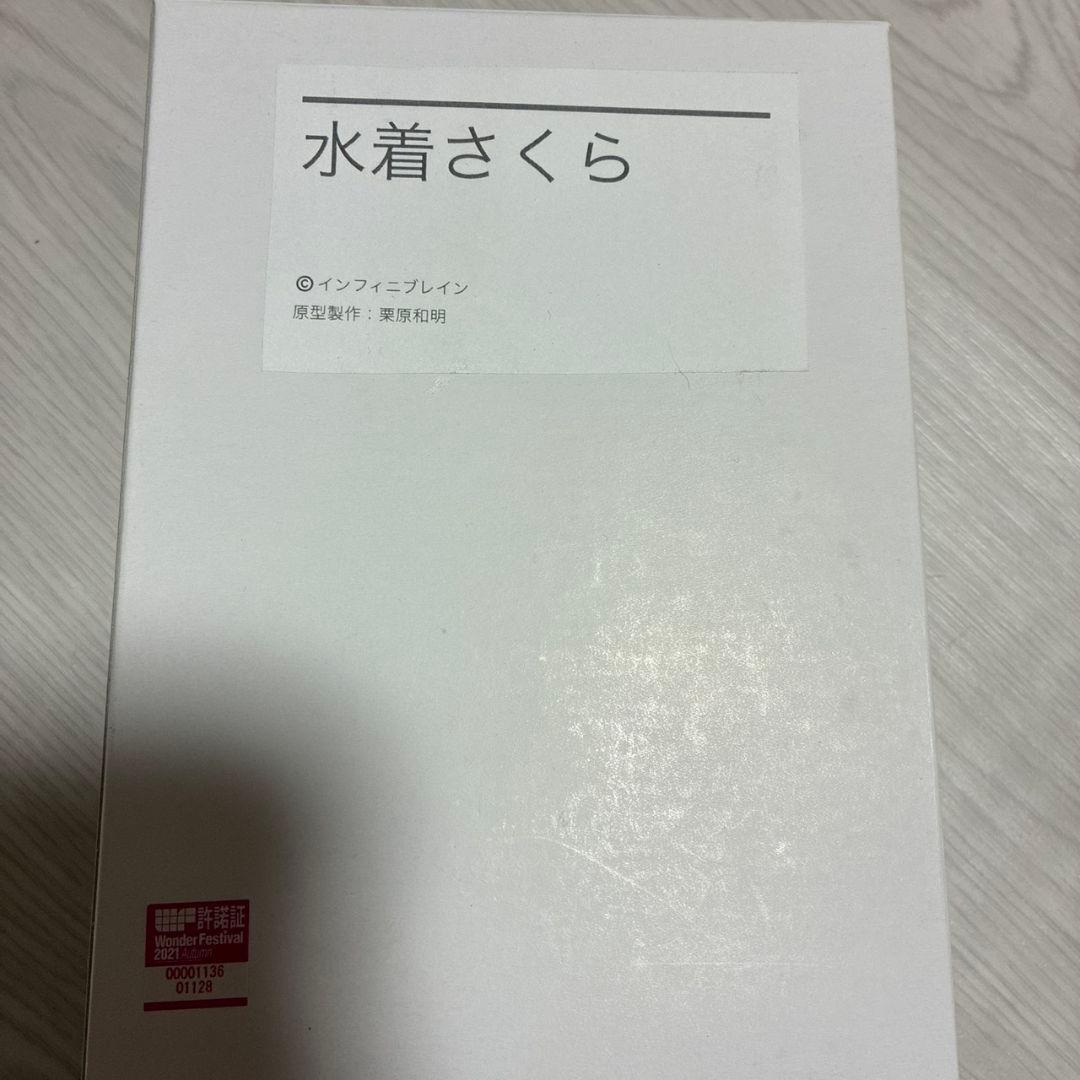 水着さくら
©インフィニブレイン
原型製作：栗原和明
許諾証
Wonder Festival
2021 Autumn
00001136
01128